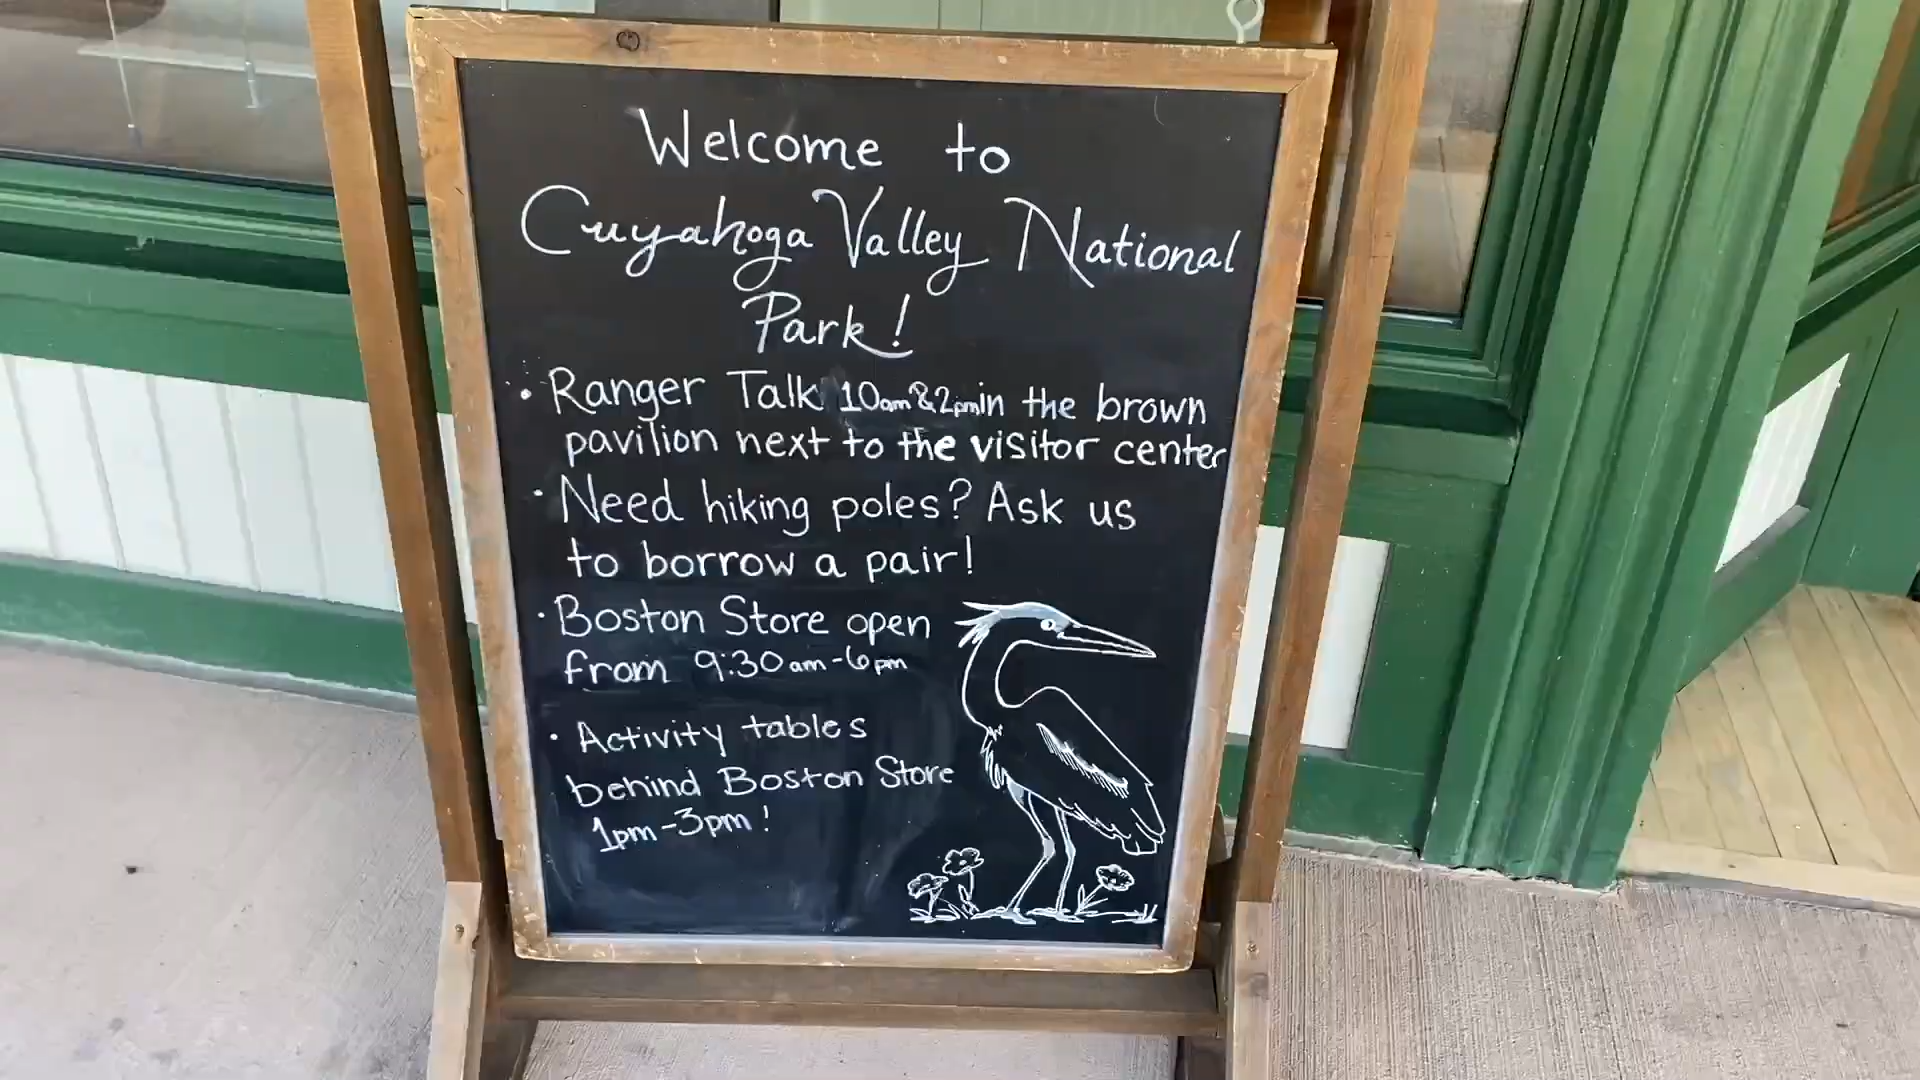 Welcome to
Cuyahoga Valley National
Park!
• Ranger Talk 10am & 2pm in the brown
pavilion next to the visitor center
• Need hiking poles? Ask us
to borrow a pair!
• Boston Store open
from 9:30am-6pm
• Activity tables
behind Boston Store
1pm-3pm!